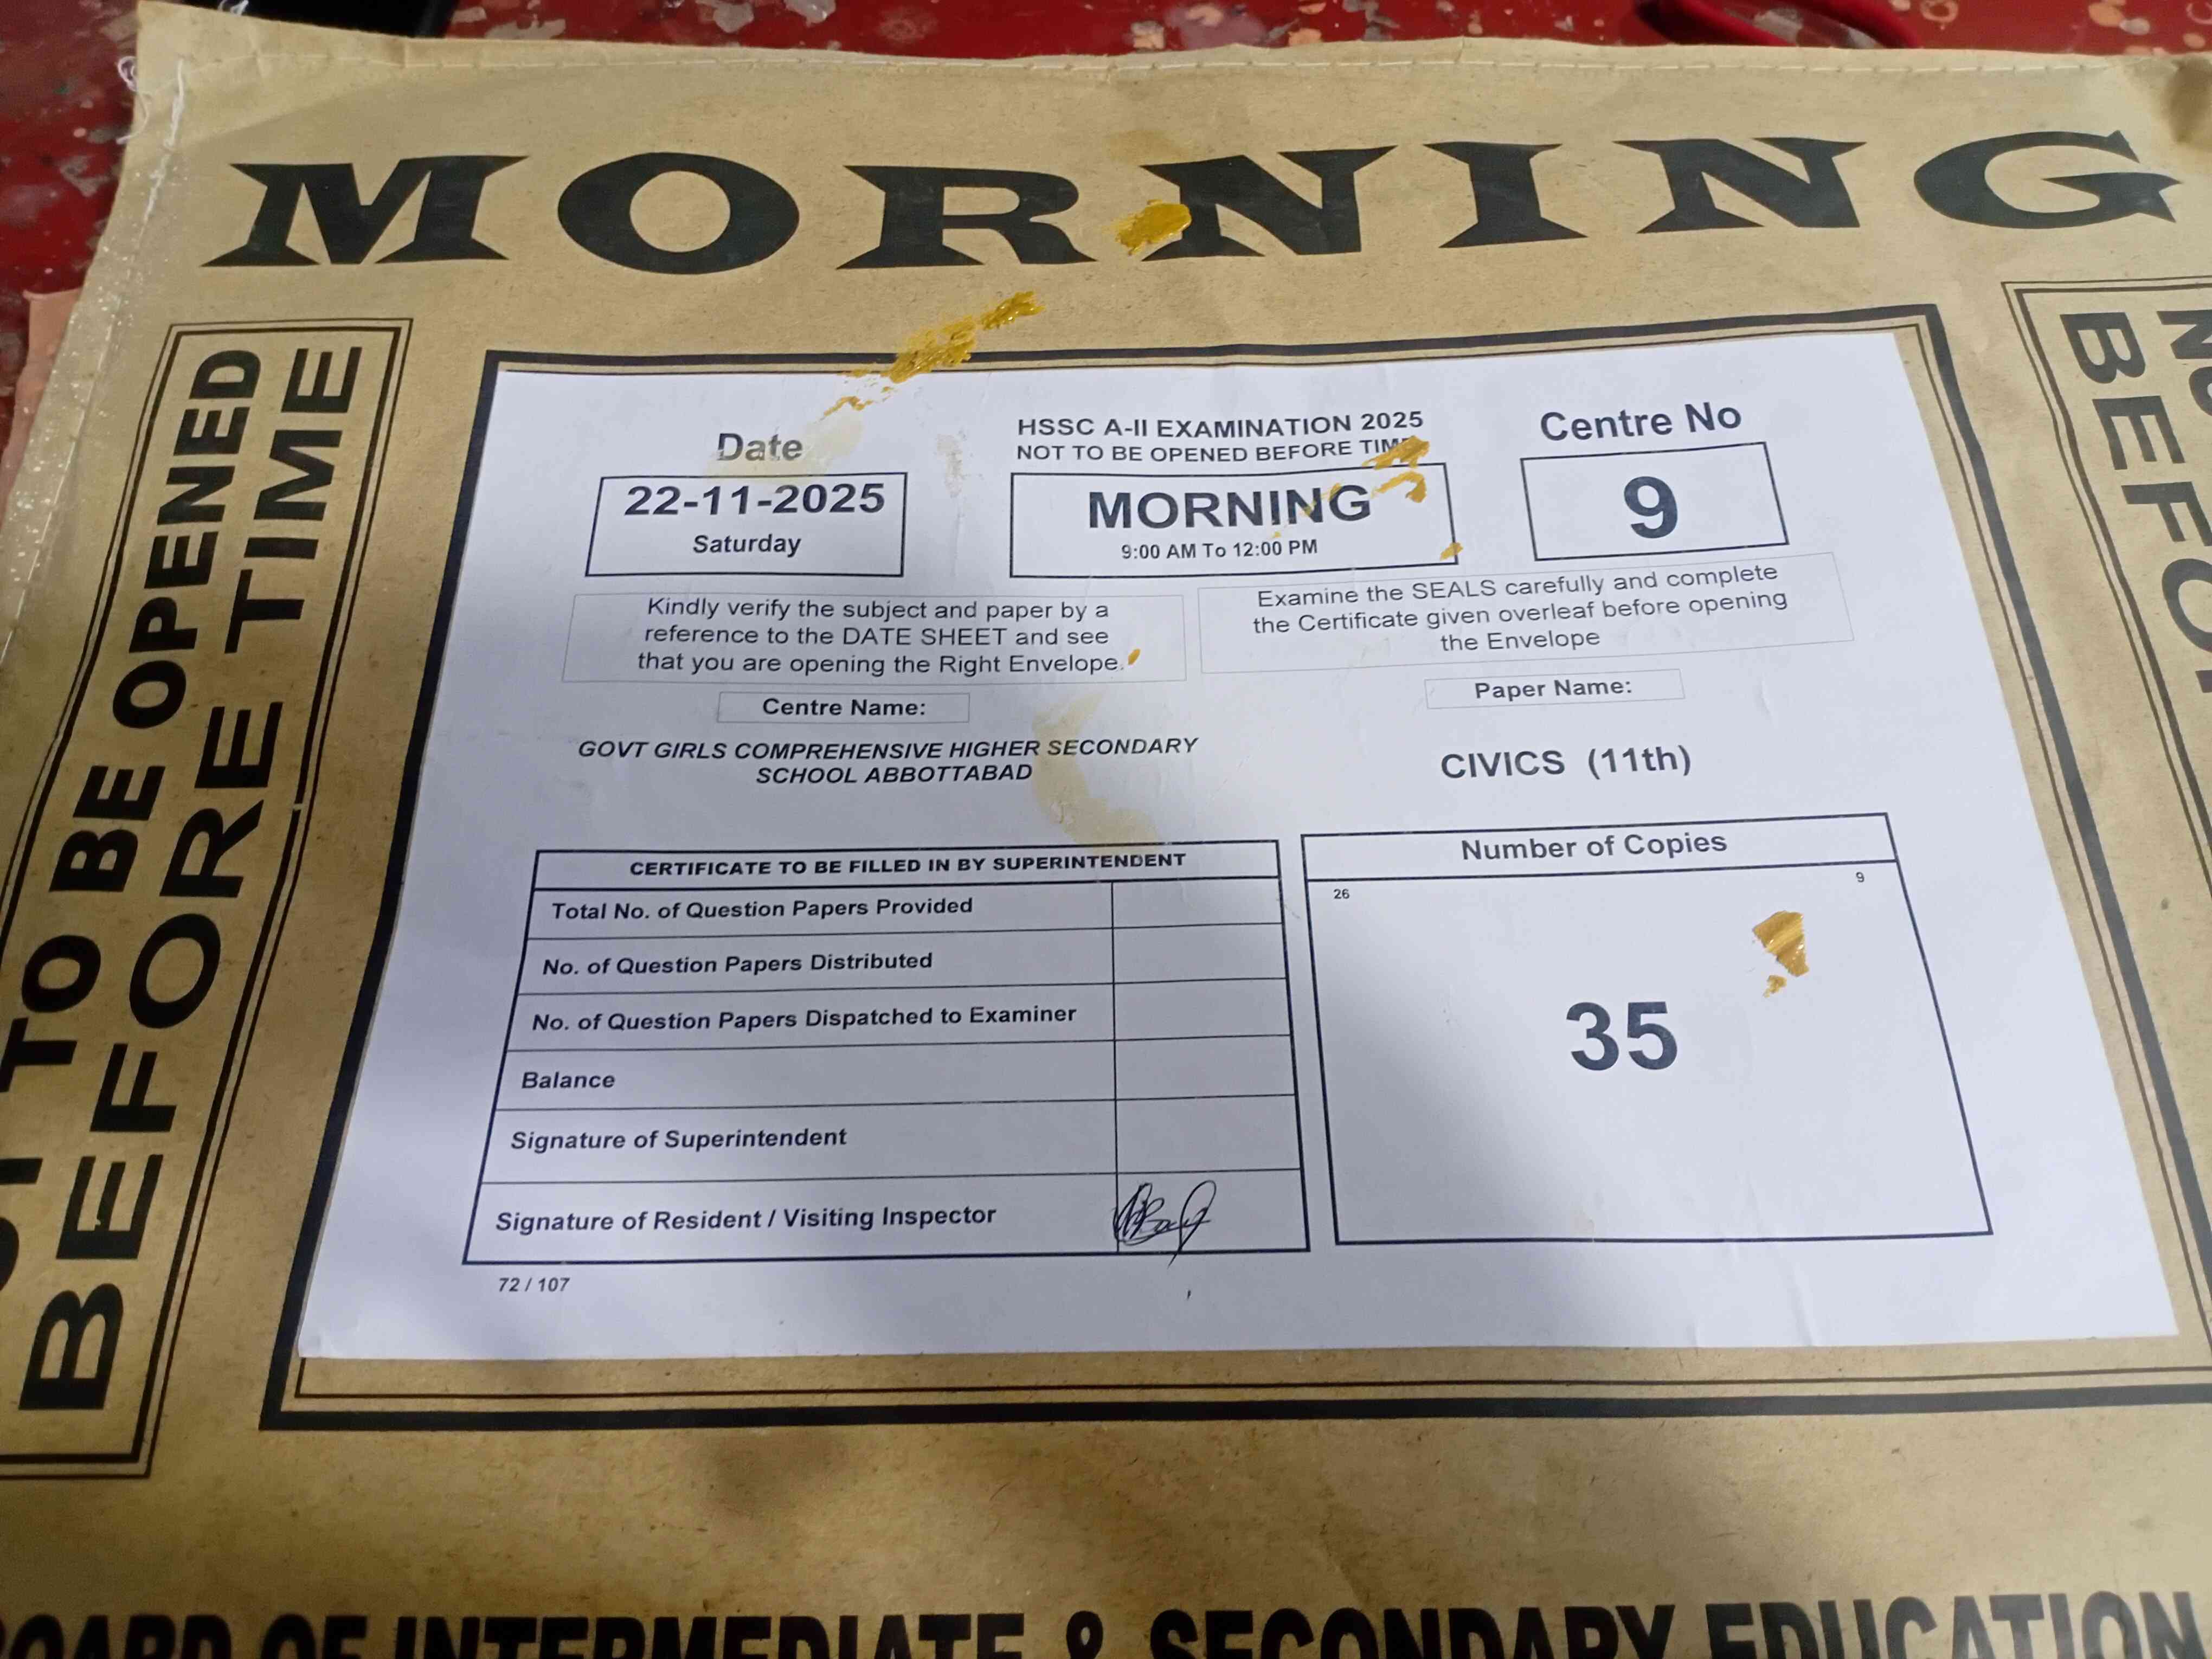 MORNING
TO BE OPENED
BEFORE TIME
BEFORE
Date
22-11-2025
Saturday
HSSC A-II EXAMINATION 2025
NOT TO BE OPENED BEFORE TIME
MORNING
9:00 AM To 12:00 PM
Centre No
9
Kindly verify the subject and paper by a
reference to the DATE SHEET and see
that you are opening the Right Envelope.
Examine the SEALS carefully and complete
the Certificate given overleaf before opening
the Envelope
Centre Name:
GOVT GIRLS COMPREHENSIVE HIGHER SECONDARY
SCHOOL ABBOTTABAD
Paper Name:
CIVICS (11th)
CERTIFICATE TO BE FILLED IN BY SUPERINTENDENT
Total No. of Question Papers Provided
No. of Question Papers Distributed
No. of Question Papers Dispatched to Examiner
Balance
Signature of Superintendent
Signature of Resident / Visiting Inspector
72 / 107
Number of Copies
26 9
35
BOARD OF INTERMEDIATE & SECONDARY EDUCATION